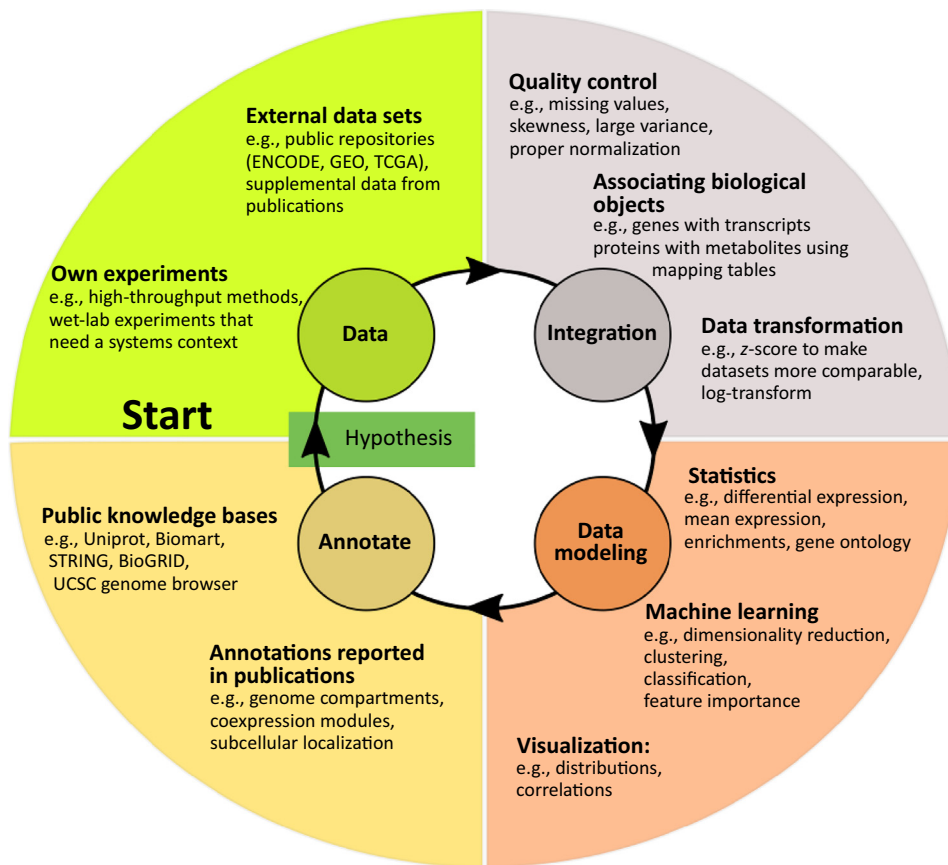 External data sets
e.g., public repositories
(ENCODE, GEO, TCGA),
supplemental data from
publications
Own experiments
e.g., high-throughput methods,
wet-lab experiments that
need a systems context
Start
Quality control
e.g., missing values,
skewness, large variance,
proper normalization
Associating biological
objects
e.g., genes with transcripts
proteins with metabolites using
mapping tables
Data transformation
e.g., z-score to make
datasets more comparable,
log-transform
Data
Integration
Hypothesis
Annotate
Data
modeling
Public knowledge bases
e.g., Uniprot, Biomart,
STRING, BioGRID,
UCSC genome browser
Annotations reported
in publications
e.g., genome compartments,
coexpression modules,
subcellular localization
Statistics
e.g., differential expression,
mean expression,
enrichments, gene ontology
Machine learning
e.g., dimensionality reduction,
clustering,
classification,
feature importance
Visualization:
e.g., distributions,
correlations